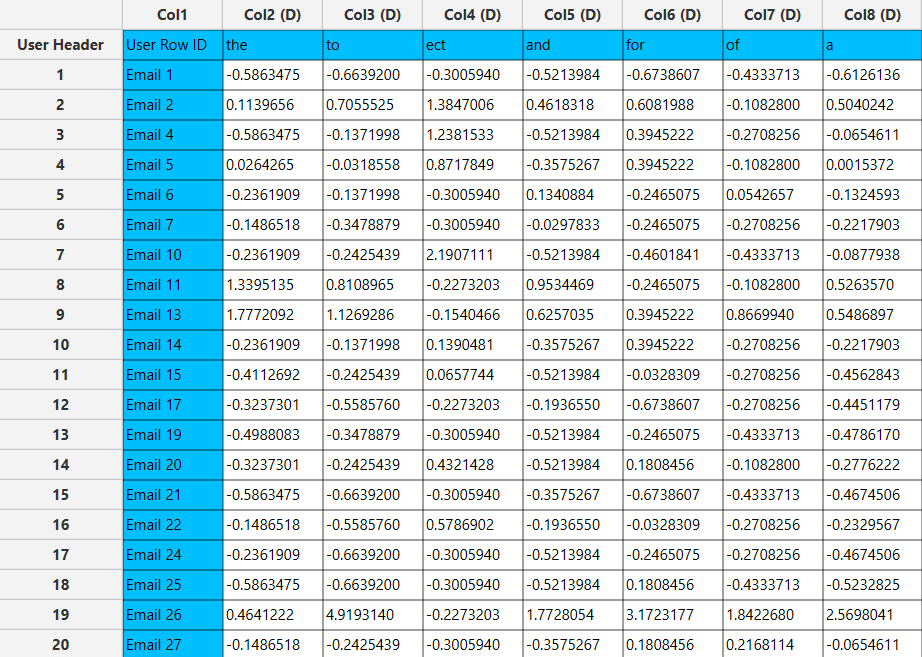 Col1 Col2 (D) Col3 (D) Col4 (D) Col5 (D) Col6 (D) Col7 (D) Col8 (D)
User Header User Row ID the to ect and for of a
1 Email 1 -0.5863475 -0.6639200 -0.3005940 -0.5213984 -0.6738607 -0.4333713 -0.6126136
2 Email 2 0.1139656 0.7055525 1.3847006 0.4618318 0.6081988 -0.1082800 0.5040242
3 Email 4 -0.5863475 -0.1371998 1.2381533 -0.5213984 0.3945222 -0.2708256 -0.0654611
4 Email 5 0.0264265 -0.0318558 0.8717849 -0.3575267 0.3945222 -0.1082800 0.0015372
5 Email 6 -0.2361909 -0.1371998 -0.3005940 0.1340884 -0.2465075 0.0542657 -0.1324593
6 Email 7 -0.1486518 -0.3478879 -0.3005940 -0.0297833 -0.2465075 -0.2708256 -0.2217903
7 Email 10 -0.2361909 -0.2425439 2.1907111 -0.5213984 -0.4601841 -0.4333713 -0.0877938
8 Email 11 1.3395135 0.8108965 -0.2273203 0.9534469 -0.2465075 -0.1082800 0.5263570
9 Email 13 1.7772092 1.1269286 -0.1540466 0.6257035 0.3945222 0.8669940 0.5486897
10 Email 14 -0.2361909 -0.1371998 0.1390481 -0.3575267 0.3945222 -0.2708256 -0.2217903
11 Email 15 -0.4112692 -0.2425439 0.0657744 -0.5213984 -0.0328309 -0.2708256 -0.4562843
12 Email 17 -0.3237301 -0.5585760 -0.2273203 -0.1936550 -0.6738607 -0.2708256 -0.4451179
13 Email 19 -0.4988083 -0.3478879 -0.3005940 -0.5213984 -0.2465075 -0.4333713 -0.4786170
14 Email 20 -0.3237301 -0.2425439 0.4321428 -0.5213984 0.1808456 -0.1082800 -0.2776222
15 Email 21 -0.5863475 -0.6639200 -0.3005940 -0.3575267 -0.6738607 -0.4333713 -0.4674506
16 Email 22 -0.1486518 -0.5585760 0.5786902 -0.1936550 -0.0328309 -0.2708256 -0.2329567
17 Email 24 -0.2361909 -0.6639200 -0.3005940 -0.5213984 -0.2465075 -0.2708256 -0.4674506
18 Email 25 -0.5863475 -0.6639200 -0.3005940 -0.5213984 0.1808456 -0.4333713 -0.5232825
19 Email 26 0.4641222 4.9193140 -0.2273203 1.7728054 3.1723177 1.8422680 2.5698041
20 Email 27 -0.1486518 -0.2425439 -0.3005940 -0.3575267 0.1808456 0.2168114 -0.0654611